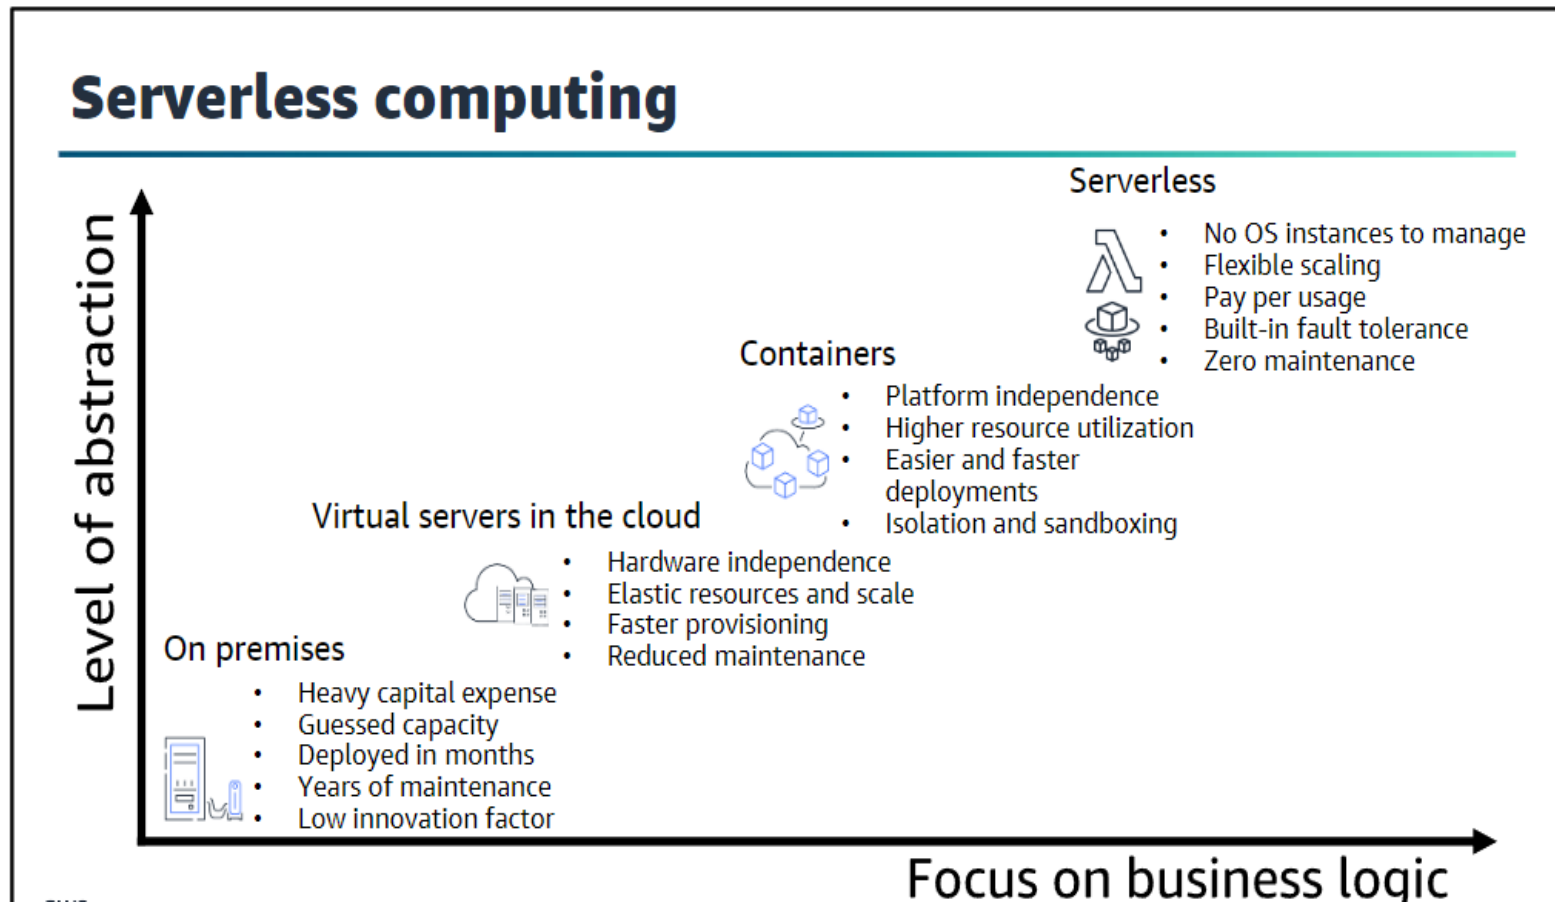 Serverless computing
Level of abstraction
Serverless
• No OS instances to manage
• Flexible scaling
• Pay per usage
• Built-in fault tolerance
• Zero maintenance
Containers
• Platform independence
• Higher resource utilization
• Easier and faster
deployments
• Isolation and sandboxing
Virtual servers in the cloud
• Hardware independence
• Elastic resources and scale
• Faster provisioning
• Reduced maintenance
On premises
• Heavy capital expense
• Guessed capacity
• Deployed in months
• Years of maintenance
• Low innovation factor
Focus on business logic